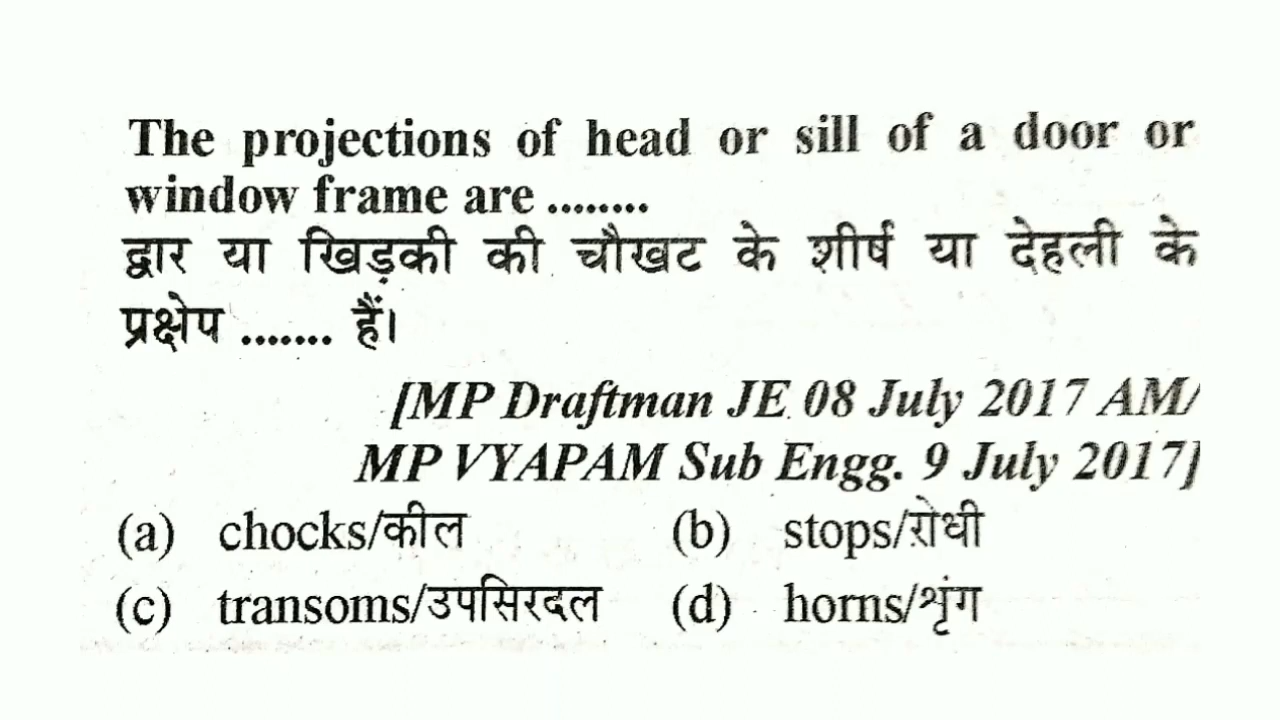 The projections of head or sill of a door or
window frame are ........
द्वार या खिड़की की चौखट के शीर्ष या देहली के
प्रक्षेप ....... हैं।
[MP Draftman JE 08 July 2017 AM/
MP VYAPAM Sub Engg. 9 July 2017]
(a) chocks/कील (b) stops/रोधी
(c) transoms/उपसिरदल (d) horns/शृंग